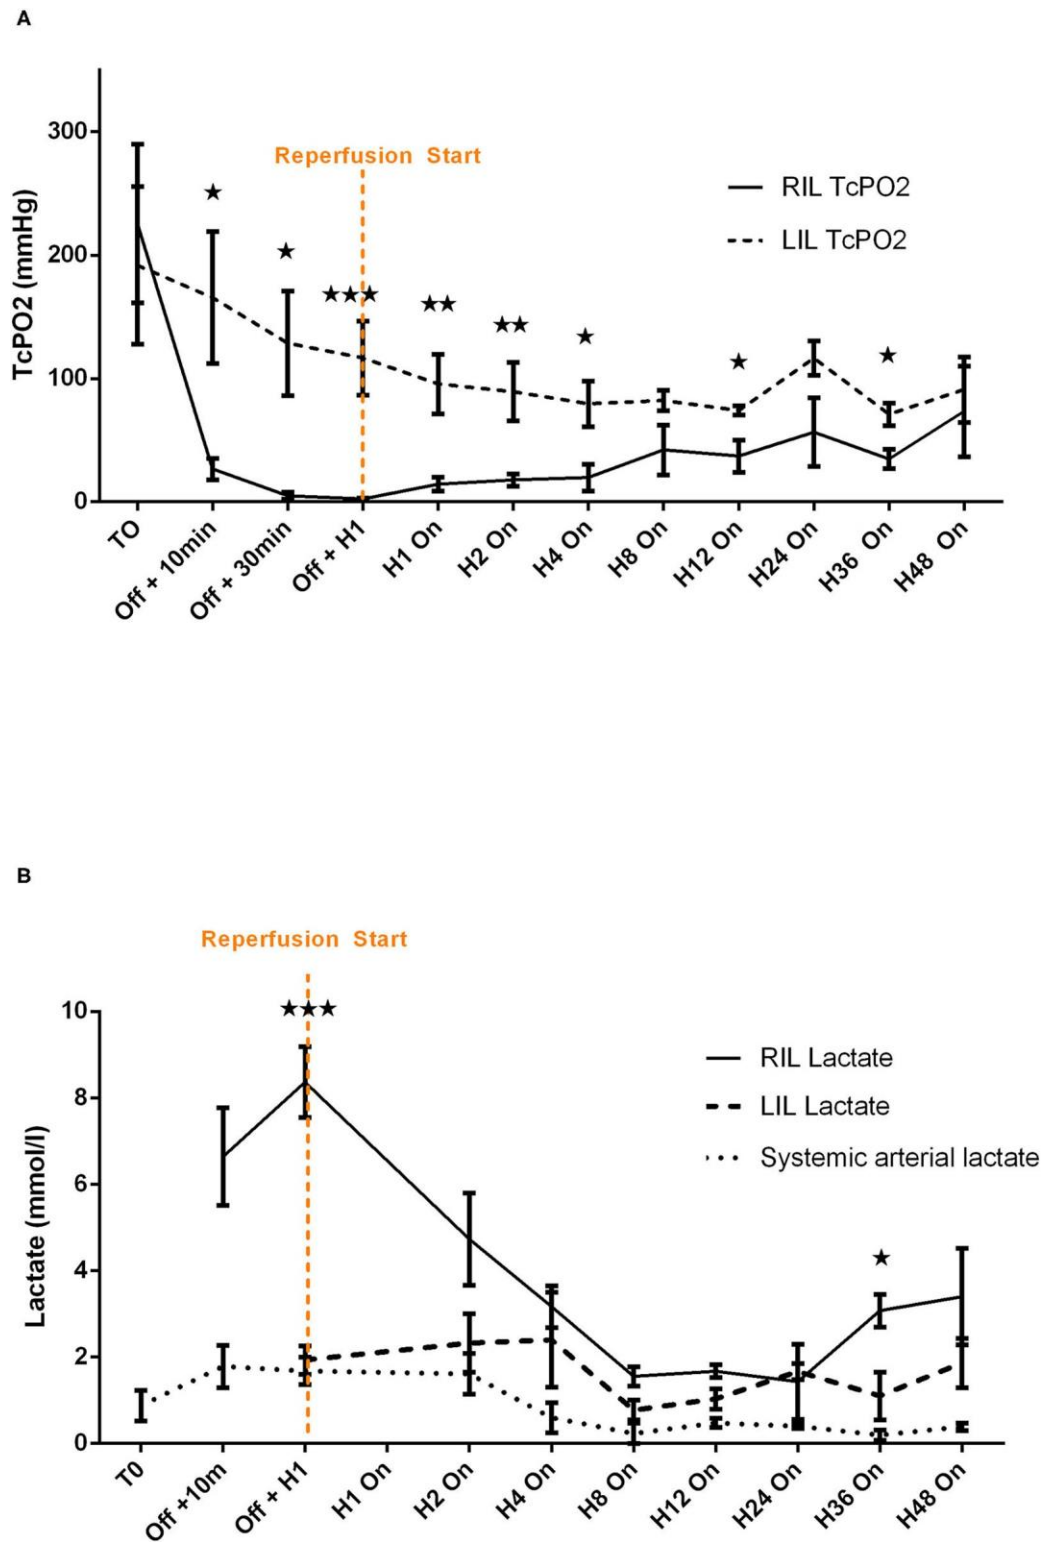 A
Reperfusion Start
300
200
100
0
TcPO2 (mmHg)
RIL TcPO2
LIL TcPO2
★
★
★★★
★★
★★
★
★
★
TO
Off + 10min
Off + 30min
Off + H1
H1 On
H2 On
H4 On
H8 On
H12 On
H24 On
H36 On
H48 On
B
Reperfusion Start
★★★
★
10
8
6
4
2
0
Lactate (mmol/l)
RIL Lactate
LIL Lactate
Systemic arterial lactate
T0
Off +10m
Off + H1
H1 On
H2 On
H4 On
H8 On
H12 On
H24 On
H36 On
H48 On